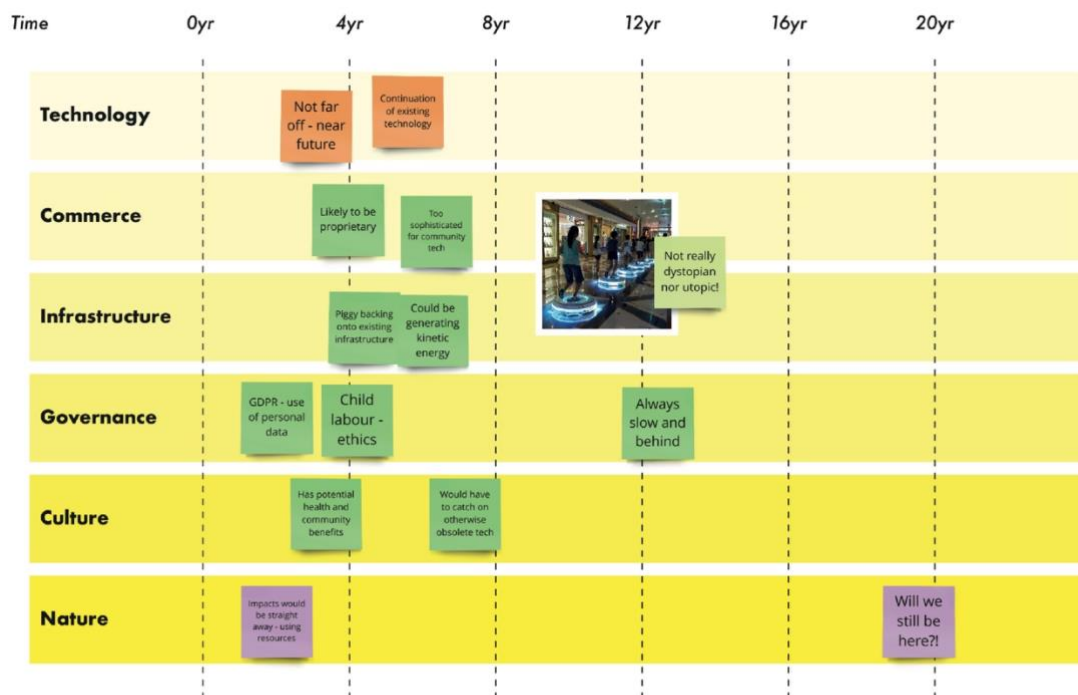 Time 0yr 4yr 8yr 12yr 16yr 20yr
Technology
Not far
off - near
future
Continuation
of existing
technology
Commerce
Likely to be
proprietary
Too
sophisticated
for community
tech
Not really
dystopian
nor utopic!
Infrastructure
Piggy backing
onto existing
infrastructure
Could be
generating
kinetic
energy
Governance
GDPR - use
of personal
data
Child
labour -
ethics
Always
slow and
behind
Culture
Has potential
health and
community
benefits
Would have
to catch on
otherwise
obsolete tech
Nature
Impacts would
be straight
away - using
resources
Will we
still be
here?!